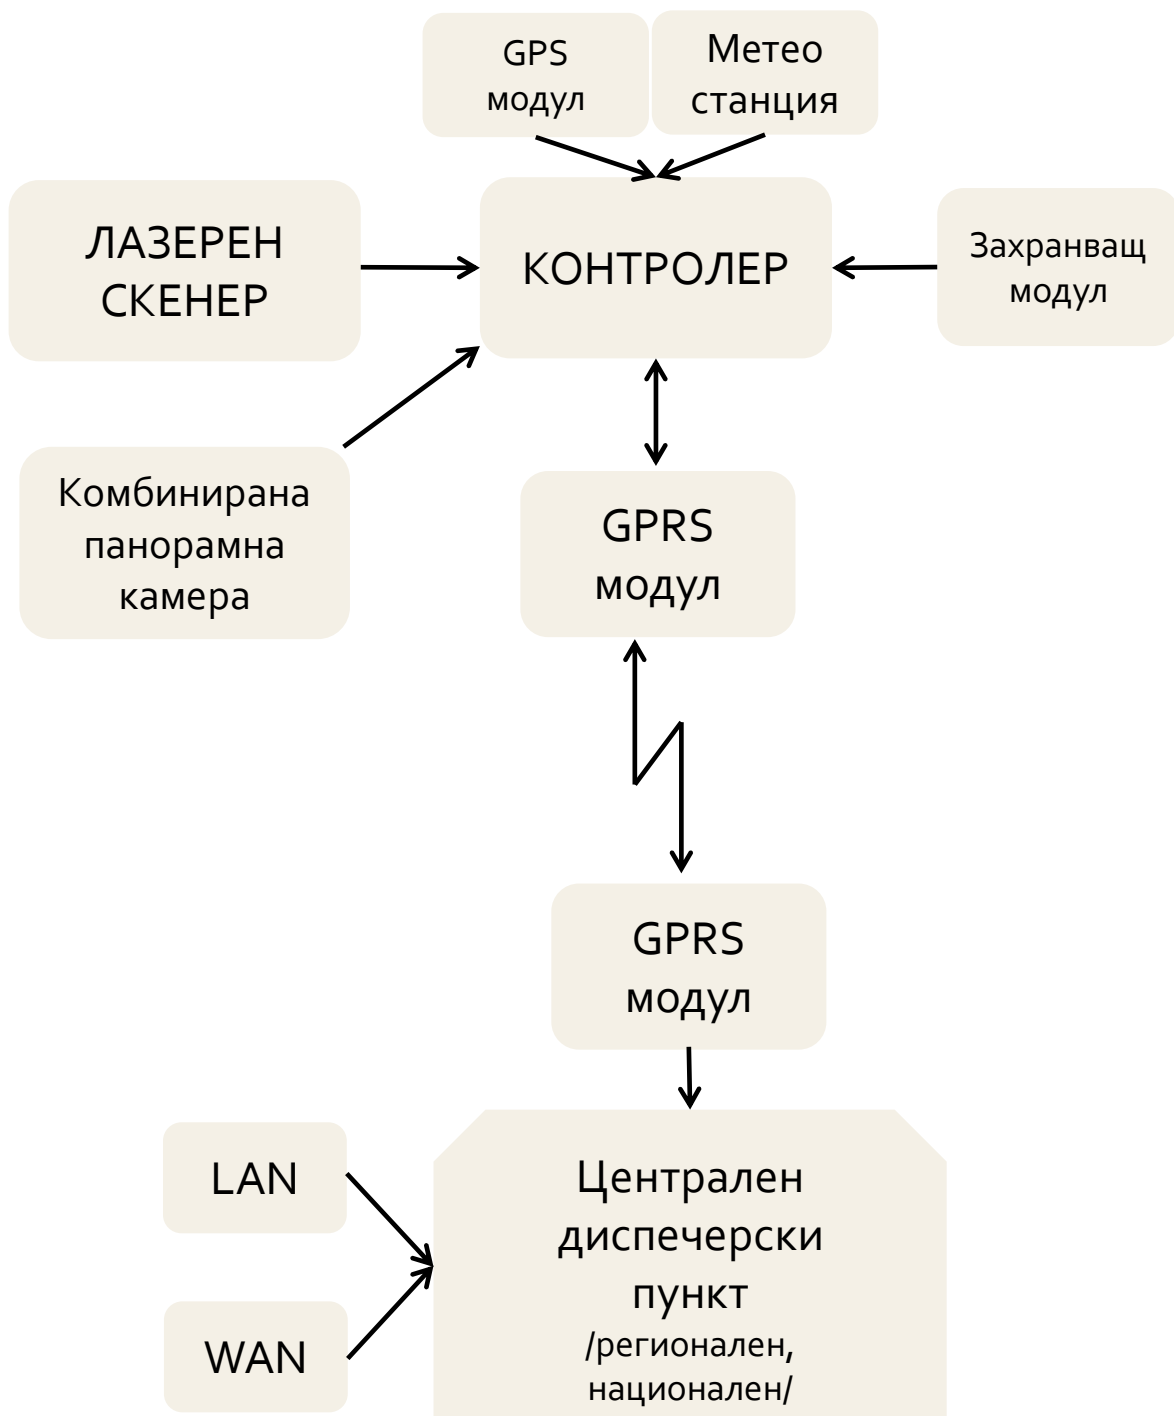 GPS
модул
Метео
станция
ЛАЗЕРЕН
СКЕНЕР
КОНТРОЛЕР
Захранващ
модул
Комбинирана
панорамна
камера
GPRS
модул
GPRS
модул
LAN
WAN
Централен
диспечерски
пункт
/регионален,
национален/